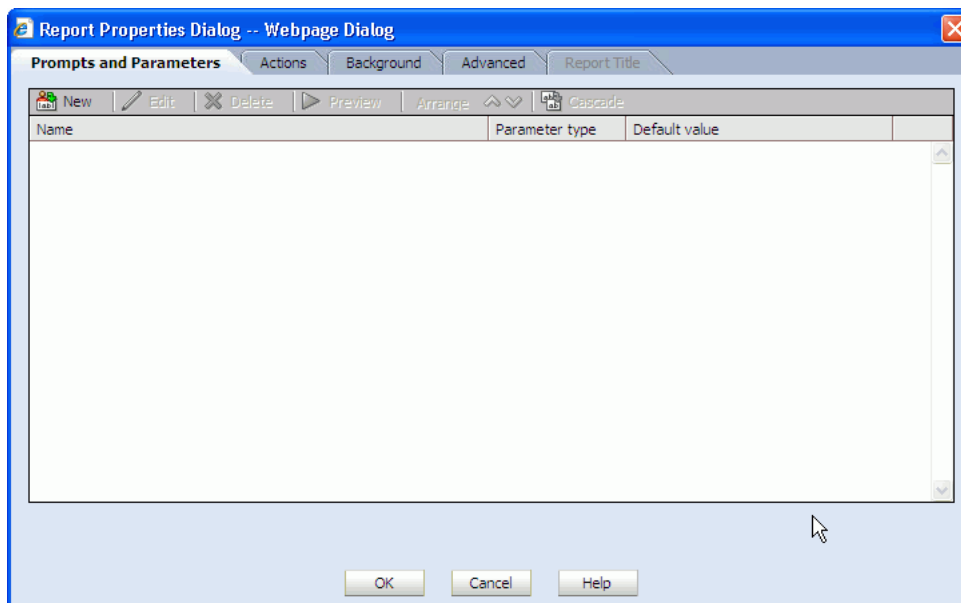 Report Properties Dialog -- Webpage Dialog
Prompts and Parameters Actions Background Advanced Report Title
New Edit Delete Preview Arrange Cascade
Name Parameter type Default value
OK Cancel Help